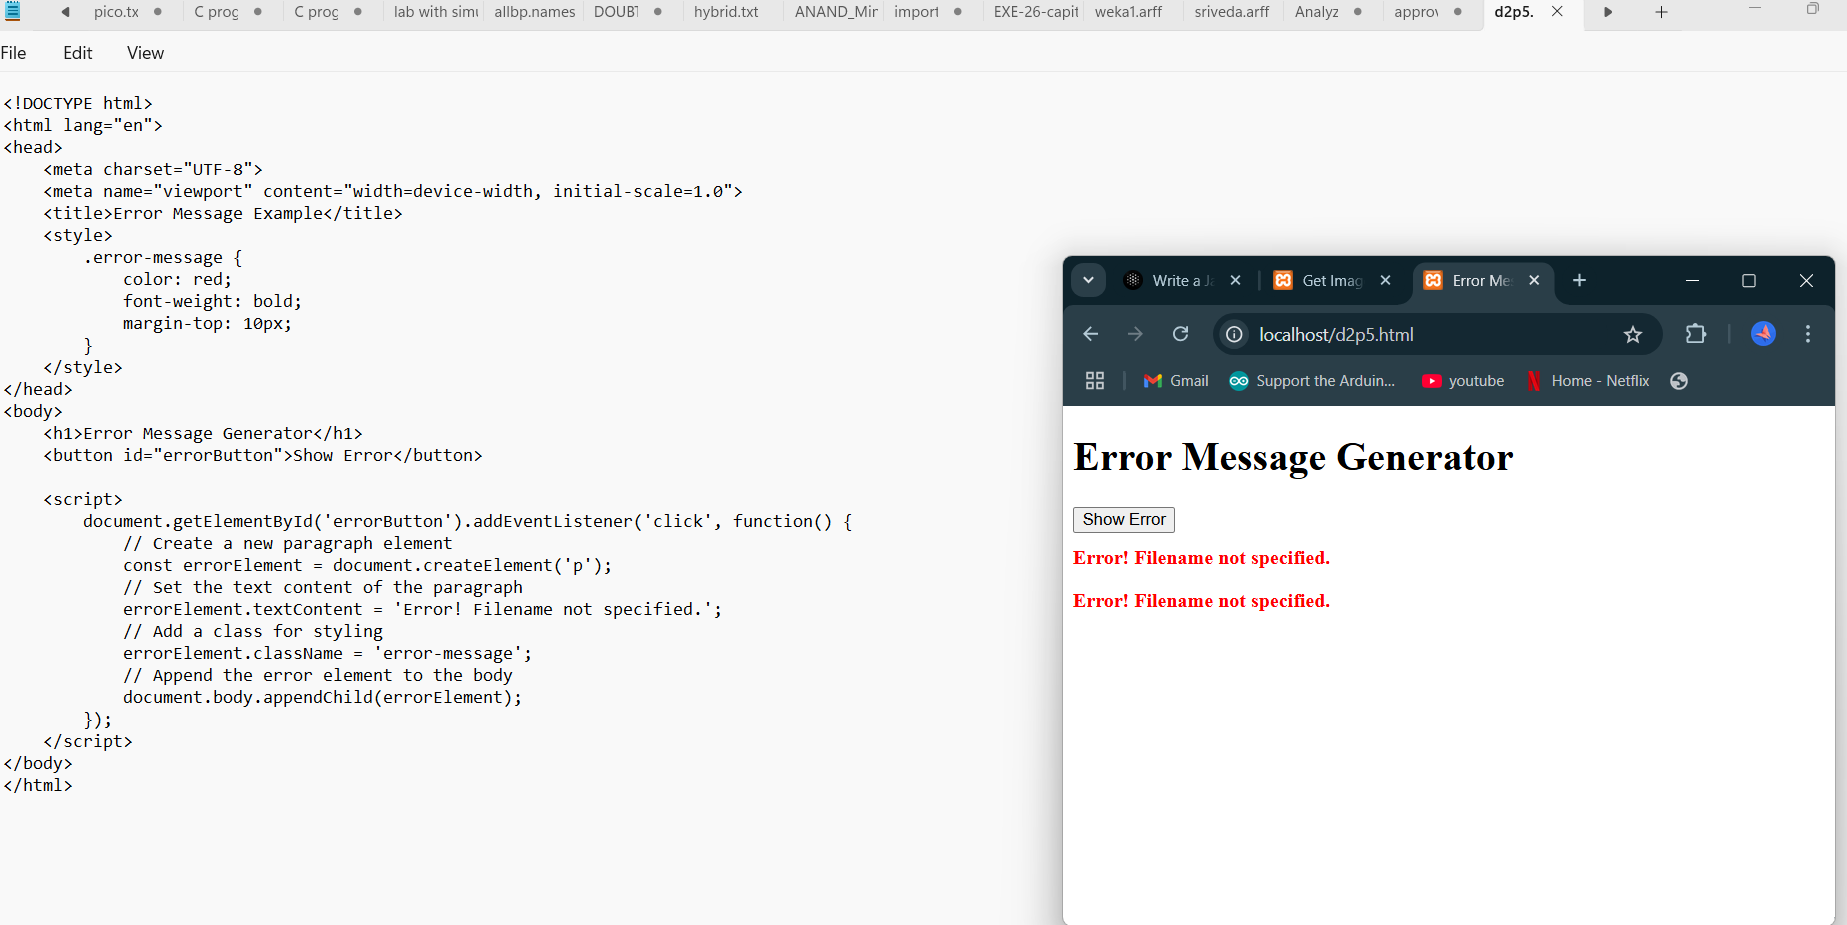 pico.tx C prog C prog lab with simu allbp.names DOUBT hybrid.txt ANAND_Mir import EXE-26-capit weka1.arff sriveda.arff Analyz approv d2p5.
File Edit View
<!DOCTYPE html>
<html lang="en">
<head>
    <meta charset="UTF-8">
    <meta name="viewport" content="width=device-width, initial-scale=1.0">
    <title>Error Message Example</title>
    <style>
        .error-message {
            color: red;
            font-weight: bold;
            margin-top: 10px;
        }
    </style>
</head>
<body>
    <h1>Error Message Generator</h1>
    <button id="errorButton">Show Error</button>
    <script>
        document.getElementById('errorButton').addEventListener('click', function() {
            // Create a new paragraph element
            const errorElement = document.createElement('p');
            // Set the text content of the paragraph
            errorElement.textContent = 'Error! Filename not specified.';
            // Add a class for styling
            errorElement.className = 'error-message';
            // Append the error element to the body
            document.body.appendChild(errorElement);
        });
    </script>
</body>
</html>
Write a Ja Get Imag Error Me
localhost/d2p5.html
Gmail Support the Arduin... youtube Home - Netflix
Error Message Generator
Show Error
Error! Filename not specified.
Error! Filename not specified.